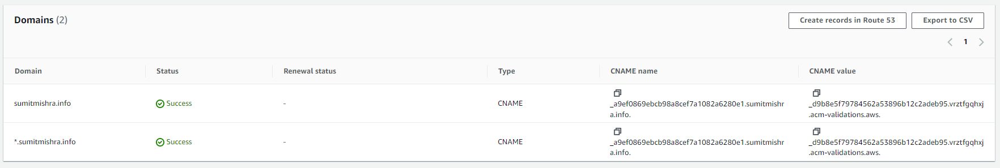 Domains (2)
Create records in Route 53
Export to CSV
1
Domain Status Renewal status Type CNAME name CNAME value
sumitmishra.info Success - CNAME _a9ef0869ebcb98a8cef7a1082a6280e1.sumitmishr _d9b8e5f79784562a53896b12c2adeb95.vrztfgqhxj
a.info. .acm-validations.aws.
*.sumitmishra.info Success - CNAME _a9ef0869ebcb98a8cef7a1082a6280e1.sumitmishr _d9b8e5f79784562a53896b12c2adeb95.vrztfgqhxj
a.info. .acm-validations.aws.